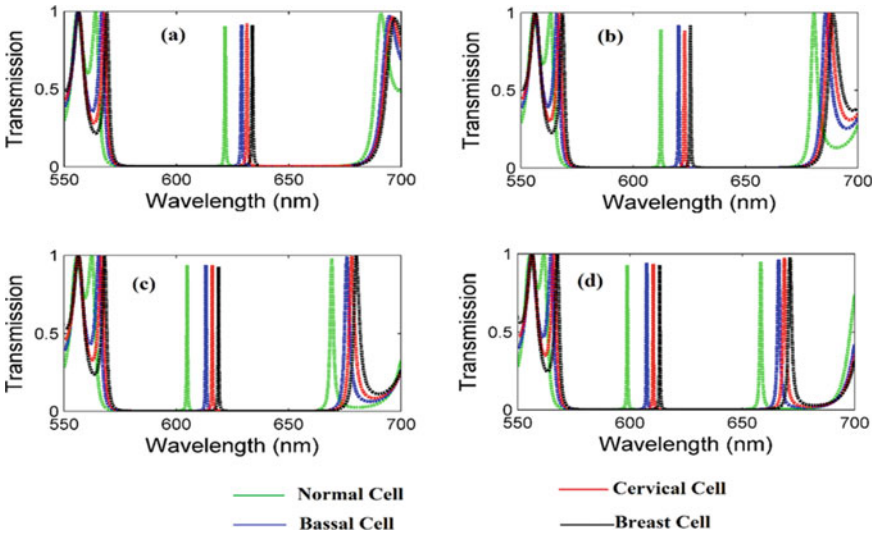 1
(a)
(b)
Transmission
0.5
0
550
600
650
700
Wavelength (nm)
1
Transmission
0.5
0
550
600
650
700
Wavelength (nm)
1
(c)
Transmission
0.5
0
550
600
650
700
Wavelength (nm)
1
(d)
Transmission
0.5
0
550
600
650
700
Wavelength (nm)
Normal Cell
Cervical Cell
Bassal Cell
Breast Cell